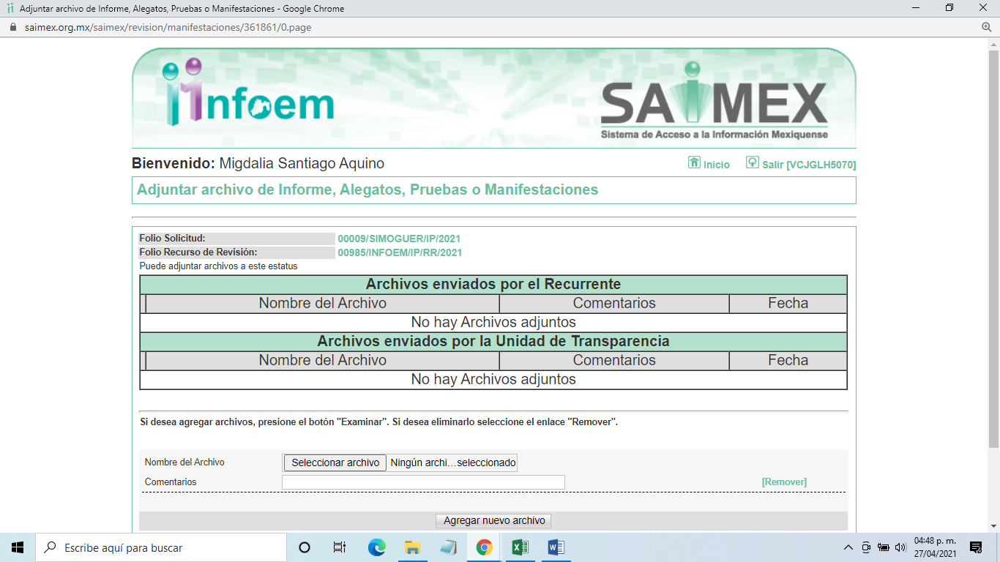 Adjuntar archivo de Informe, Alegatos, Pruebas o Manifestaciones - Google Chrome
saimex.org.mx/saimex/revision/manifestaciones/361861/0.page
infoem
SAIMEX
Sistema de Acceso a la Información Mexiquense
Bienvenido: Migdalia Santiago Aquino
Inicio Salir [VCJGLH5070]
Adjuntar archivo de Informe, Alegatos, Pruebas o Manifestaciones
Folio Solicitud: 00009/SIMOGUER/IP/2021
Folio Recurso de Revisión: 00985/INFOEM/IP/RR/2021
Puede adjuntar archivos a este estatus
Archivos enviados por el Recurrente
Nombre del Archivo Comentarios Fecha
No hay Archivos adjuntos
Archivos enviados por la Unidad de Transparencia
Nombre del Archivo Comentarios Fecha
No hay Archivos adjuntos
Si desea agregar archivos, presione el botón "Examinar". Si desea eliminarlo seleccione el enlace "Remover".
Nombre del Archivo Seleccionar archivo Ningún archi...seleccionado
Comentarios [Remover]
Agregar nuevo archivo
Escribe aquí para buscar
04:48 p. m.
27/04/2021